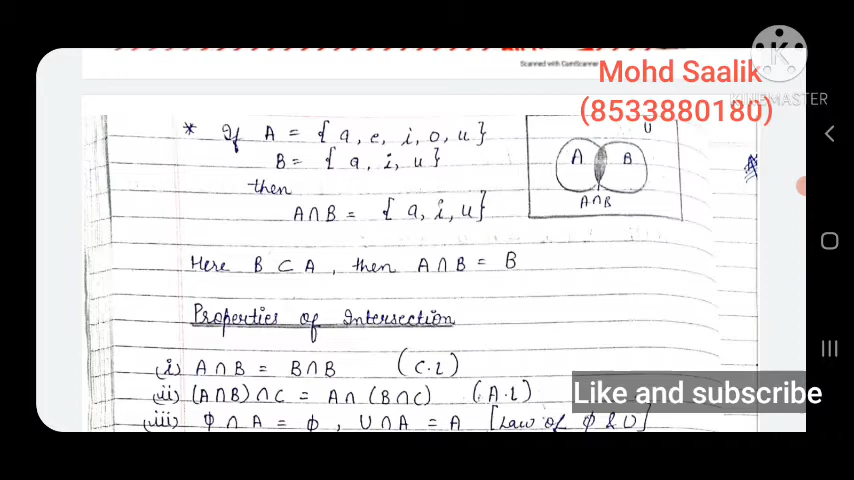 Scanned with CamScanner
Mohd Saalik
(8533880180)
K
KINEMASTER
* If A = { a, e, i, o, u }
B = { a, i, u }
then
A ∩ B = { a, i, u }
U
A B
A ∩ B
Here B ⊂ A , then A ∩ B = B
Properties of Intersection
(i) A ∩ B = B ∩ B (C.L)
(ii) (A ∩ B) ∩ C = A ∩ (B ∩ C) (A.L)
(iii) Φ ∩ A = Φ , U ∩ A = A [Law of Φ & U]
Like and subscribe